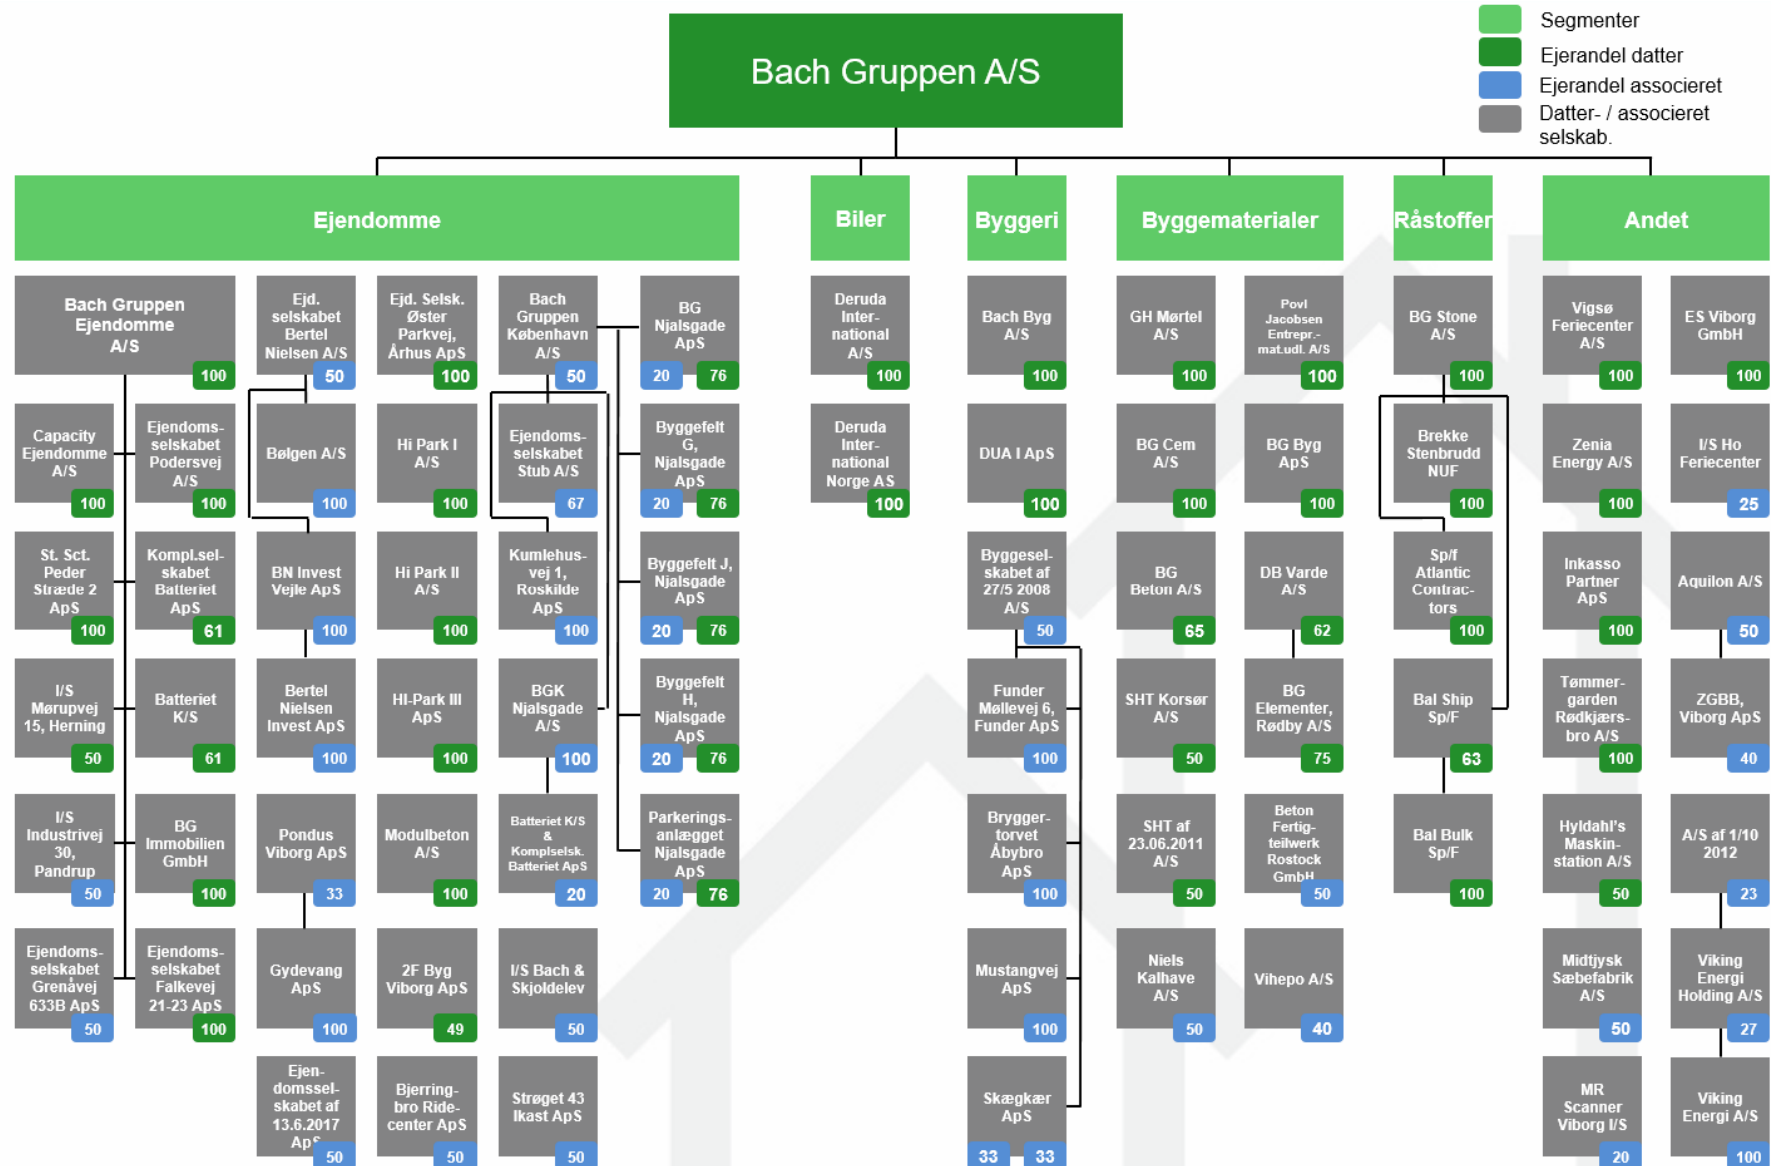 Bach Gruppen A/S
Segmenter
Ejerandel datter
Ejerandel associeret
Datter- / associeret
selskab.
Ejendomme
Biler
Byggeri
Byggematerialer
Råstoffer
Andet
Bach Gruppen
Ejendomme
A/S
100
Ejd.
selskabet
Bertel
Nielsen A/S
50
Ejd. Selsk.
Øster
Parkvej,
Århus ApS
100
Bach
Gruppen
København
A/S
50
BG
Njalsgade
ApS
20
76
Deruda
Inter-
national
A/S
100
Bach Byg
A/S
100
GH Mørtel
A/S
100
Povl
Jacobsen
Entrepr.-
mat.udl. A/S
100
BG Stone
A/S
100
Vigsø
Feriecenter
A/S
100
ES Viborg
GmbH
100
Capacity
Ejendomme
A/S
100
Ejendoms-
selskabet
Podersvej
A/S
100
Bølgen A/S
100
Hi Park I
A/S
100
Ejendoms-
selskabet
Stub A/S
67
Byggefelt
G,
Njalsgade
ApS
20
76
Deruda
Inter-
national
Norge AS
100
DUA I ApS
100
BG Cem
A/S
100
BG Byg
ApS
100
Brekke
Stenbrudd
NUF
100
Zenia
Energy A/S
100
I/S Ho
Feriecenter
25
St. Sct.
Peder
Stræde 2
ApS
100
Kompl.sel-
skabet
Batteriet
ApS
61
BN Invest
Vejle ApS
100
Hi Park II
A/S
100
Kumlehus-
vej 1,
Roskilde
ApS
100
Byggefelt J,
Njalsgade
ApS
20
76
Byggesel-
skabet af
27/5 2008
A/S
50
BG
Beton A/S
65
DB Varde
A/S
62
Sp/f
Atlantic
Contrac-
tors
100
Inkasso
Partner
ApS
100
Aquilon A/S
50
I/S
Mørupvej
15, Herning
50
Batteriet
K/S
61
Bertel
Nielsen
Invest ApS
100
HI-Park III
ApS
100
BGK
Njalsgade
A/S
100
Byggefelt
H,
Njalsgade
ApS
20
76
Funder
Møllevej 6,
Funder ApS
100
SHT Korsør
A/S
50
BG
Elementer,
Rødby A/S
75
Bal Ship
Sp/F
63
Tømmer-
garden
Rødkjærs-
bro A/S
100
ZGBB,
Viborg ApS
40
I/S
Industrivej
30,
Pandrup
50
BG
Immobilien
GmbH
100
Pondus
Viborg ApS
33
Modulbeton
A/S
100
Batteriet K/S
&
Komplselsk.
Batteriet ApS
20
Parkerings-
anlægget
Njalsgade
ApS
20
76
Brygger-
torvet
Åbybro
ApS
100
SHT af
23.06.2011
A/S
50
Beton
Fertig-
teilwerk
Rostock
GmbH
50
Bal Bulk
Sp/F
100
Hyldahl's
Maskin-
station A/S
50
A/S af 1/10
2012
23
Ejendoms-
selskabet
Grenåvej
633B ApS
50
Ejendoms-
selskabet
Falkevej
21-23 ApS
100
Gydevang
ApS
100
2F Byg
Viborg ApS
49
I/S Bach &
Skjoldelev
50
Mustangvej
ApS
100
Niels
Kalhave
A/S
50
Vihepo A/S
40
Midtjysk
Sæbefabrik
A/S
50
Viking
Energi
Holding A/S
27
Ejen-
domssel-
skabet af
13.6.2017
ApS
50
Bjerring-
bro Ride-
center ApS
50
Strøget 43
Ikast ApS
50
Skægkær
ApS
33
33
MR
Scanner
Viborg I/S
20
Viking
Energi A/S
100